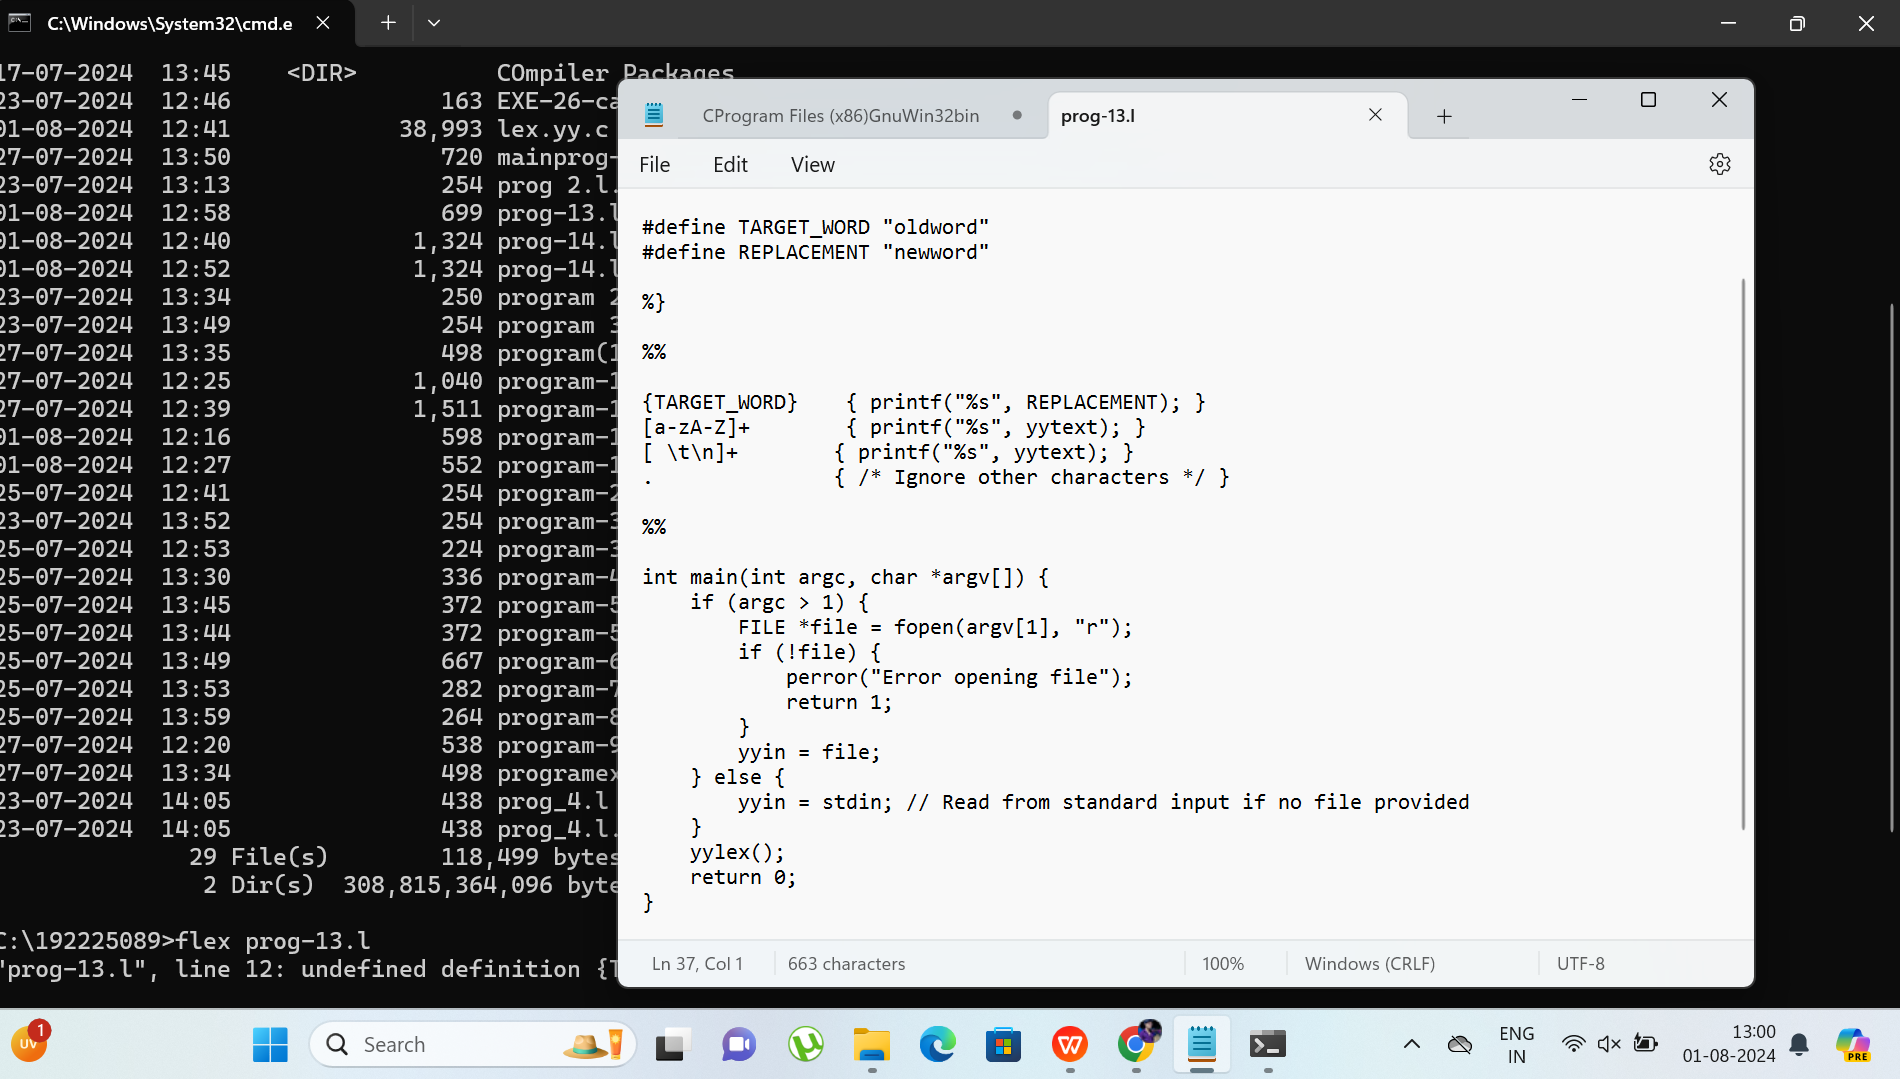 C:\Windows\System32\cmd.e
17-07-2024 13:45 <DIR> COmpiler Packages
23-07-2024 12:46 163 EXE-26-ca
01-08-2024 12:41 38,993 lex.yy.c
27-07-2024 13:50 720 mainprog-
23-07-2024 13:13 254 prog 2.l.
01-08-2024 12:58 699 prog-13.l
01-08-2024 12:40 1,324 prog-14.l
01-08-2024 12:52 1,324 prog-14.l
23-07-2024 13:34 250 program 2
23-07-2024 13:49 254 program 3
27-07-2024 13:35 498 program(1
27-07-2024 12:25 1,040 program-1
27-07-2024 12:39 1,511 program-1
01-08-2024 12:16 598 program-1
01-08-2024 12:27 552 program-1
25-07-2024 12:41 254 program-2
23-07-2024 13:52 254 program-3
25-07-2024 12:53 224 program-3
25-07-2024 13:30 336 program-4
25-07-2024 13:45 372 program-5
25-07-2024 13:44 372 program-5
25-07-2024 13:49 667 program-6
25-07-2024 13:53 282 program-7
25-07-2024 13:59 264 program-8
27-07-2024 12:20 538 program-9
27-07-2024 13:34 498 programex
23-07-2024 14:05 438 prog_4.l
23-07-2024 14:05 438 prog_4.l.
29 File(s) 118,499 bytes
2 Dir(s) 308,815,364,096 byte
C:\192225089>flex prog-13.l
"prog-13.l", line 12: undefined definition {T
CProgram Files (x86)GnuWin32bin
prog-13.l
File Edit View
#define TARGET_WORD "oldword"
#define REPLACEMENT "newword"
%}
%%
{TARGET_WORD} { printf("%s", REPLACEMENT); }
[a-zA-Z]+ { printf("%s", yytext); }
[ \t\n]+ { printf("%s", yytext); }
. { /* Ignore other characters */ }
%%
int main(int argc, char *argv[]) {
if (argc > 1) {
FILE *file = fopen(argv[1], "r");
if (!file) {
perror("Error opening file");
return 1;
}
yyin = file;
} else {
yyin = stdin; // Read from standard input if no file provided
}
yylex();
return 0;
}
Ln 37, Col 1 663 characters 100% Windows (CRLF) UTF-8
1
UV
Search
PRE
ENG
IN
13:00
01-08-2024